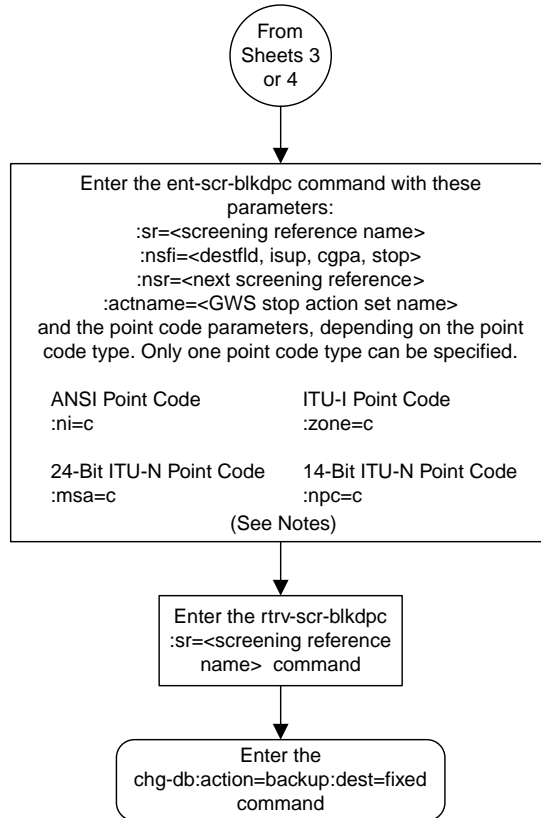 From
Sheets 3
or 4
Enter the ent-scr-blkdpc command with these
parameters:
:sr=<screening reference name>
:nsfi=<destfld, isup, cgpa, stop>
:nsr=<next screening reference>
:actname=<GWS stop action set name>
and the point code parameters, depending on the point
code type. Only one point code type can be specified.
ANSI Point Code
:ni=c
ITU-I Point Code
:zone=c
24-Bit ITU-N Point Code
:msa=c
14-Bit ITU-N Point Code
:npc=c
(See Notes)
Enter the rtrv-scr-blkdpc
:sr=<screening reference
name> command
Enter the
chg-db:action=backup:dest=fixed
command